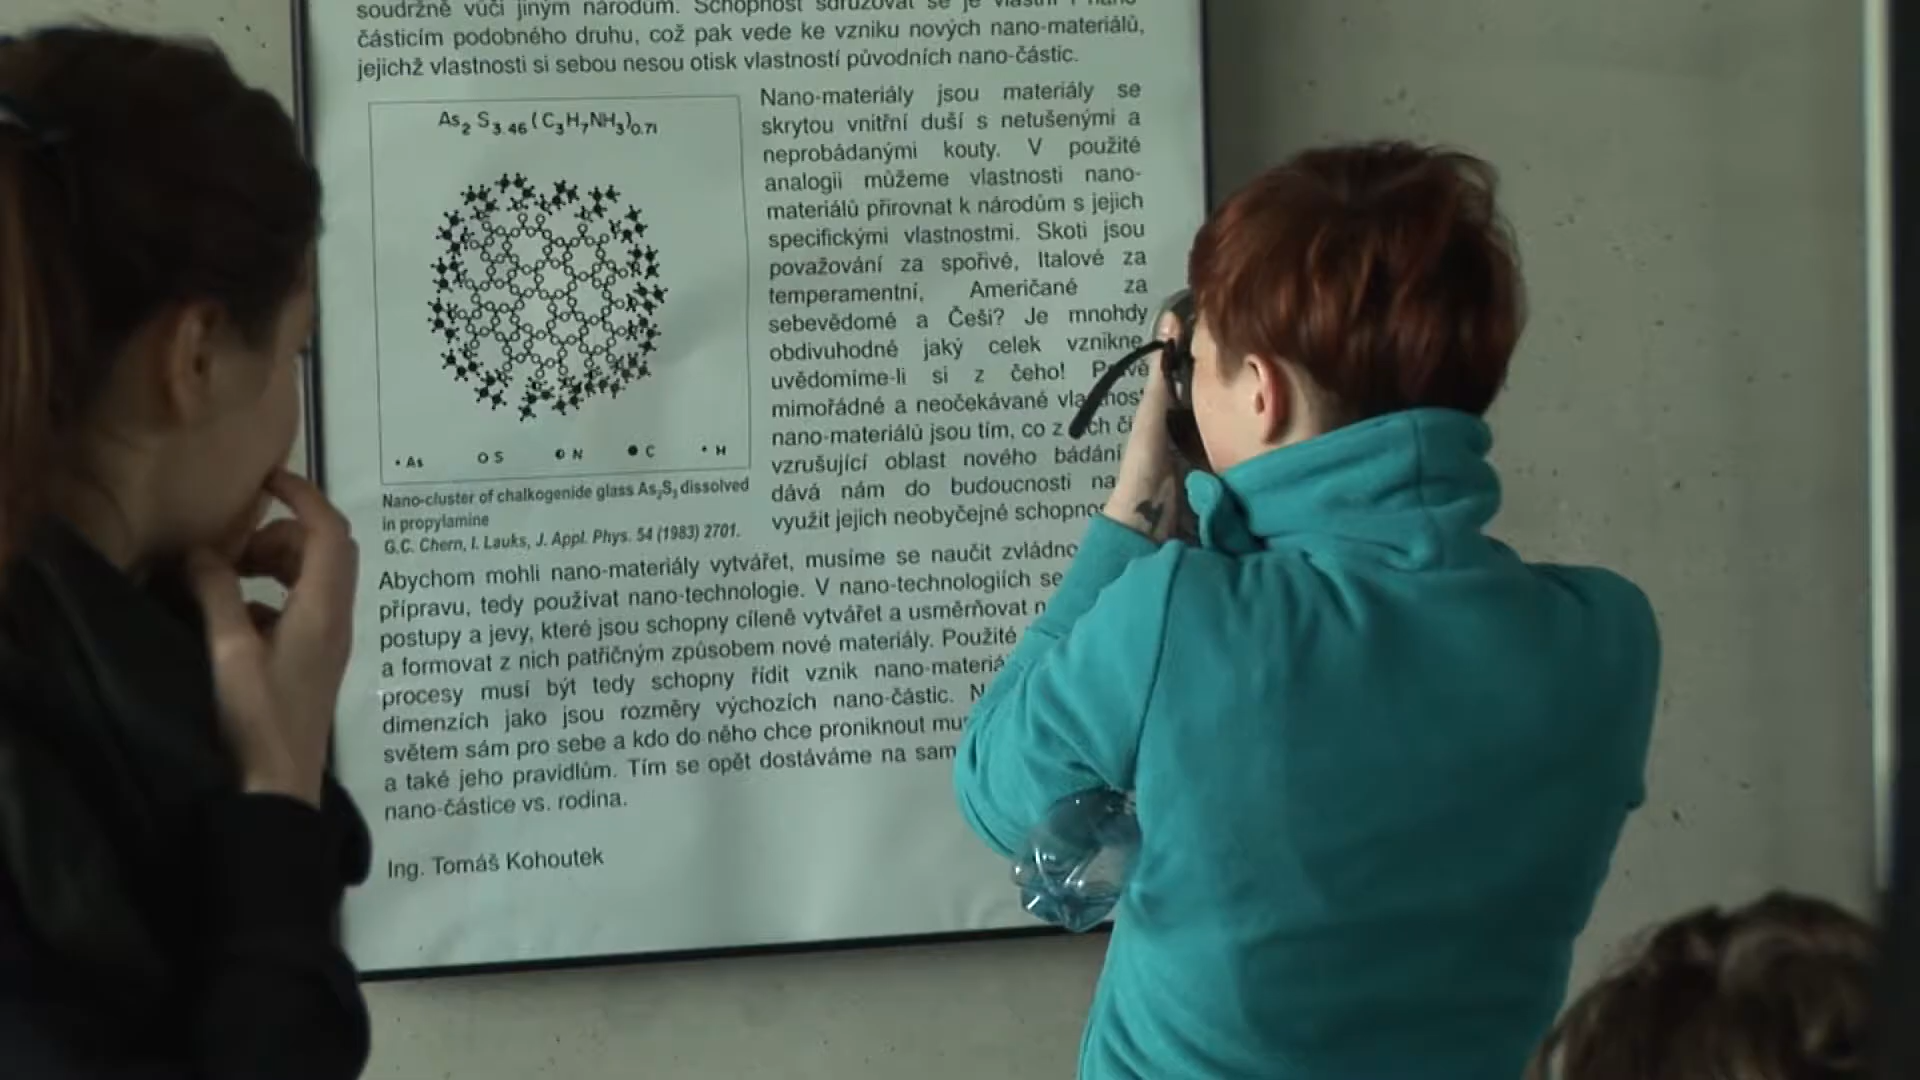 soudržné vůči jiným národům. Schopnost sdružovat se je vlastní i nano-
částicím podobného druhu, což pak vede ke vzniku nových nano-materiálů,
jejichž vlastnosti si sebou nesou otisk vlastností původních nano-částic.
As2 S3.46(C3H7NH3)0.71
• As
O S
N
● C
• H
Nano-cluster of chalkogenide glass As2S3 dissolved
in propylamine
G.C. Chern, I. Lauks, J. Appl. Phys. 54 (1983) 2701.
Nano-materiály jsou materiály se
skrytou vnitřní duší s netušenými a
neprobádanými kouty. V použité
analogii můžeme vlastnosti nano-
materiálů přirovnat k národům s jejich
specifickými vlastnostmi. Skoti jsou
považování za spořivé, Italové za
temperamentní, Američané za
sebevědomé a Češi? Je mnohdy
obdivuhodné jaký celek vznikne
uvědomíme-li si z čeho!
mimořádné a neočekávané
nano-materiálů jsou tím, co z
vzrušující oblast nového bádání
dává nám do budoucnosti na
využit jejich neobyčejné
Abychom mohli nano-materiály vytvářet, musíme se naučit
přípravu, tedy používat nano-technologie. V nano-technologiích se
postupy a jevy, které jsou schopny cíleně vytvářet a usměrňovat
a formovat z nich patřičným způsobem nové materiály. Použité
procesy musí být tedy schopny řídit vznik
dimenzích jako jsou rozměry výchozích nano-částic.
světem sám pro sebe a kdo do něho chce proniknout
a také jeho pravidlům. Tím se opět dostáváme na
nano-částice vs. rodina.
Ing. Tomáš Kohoutek